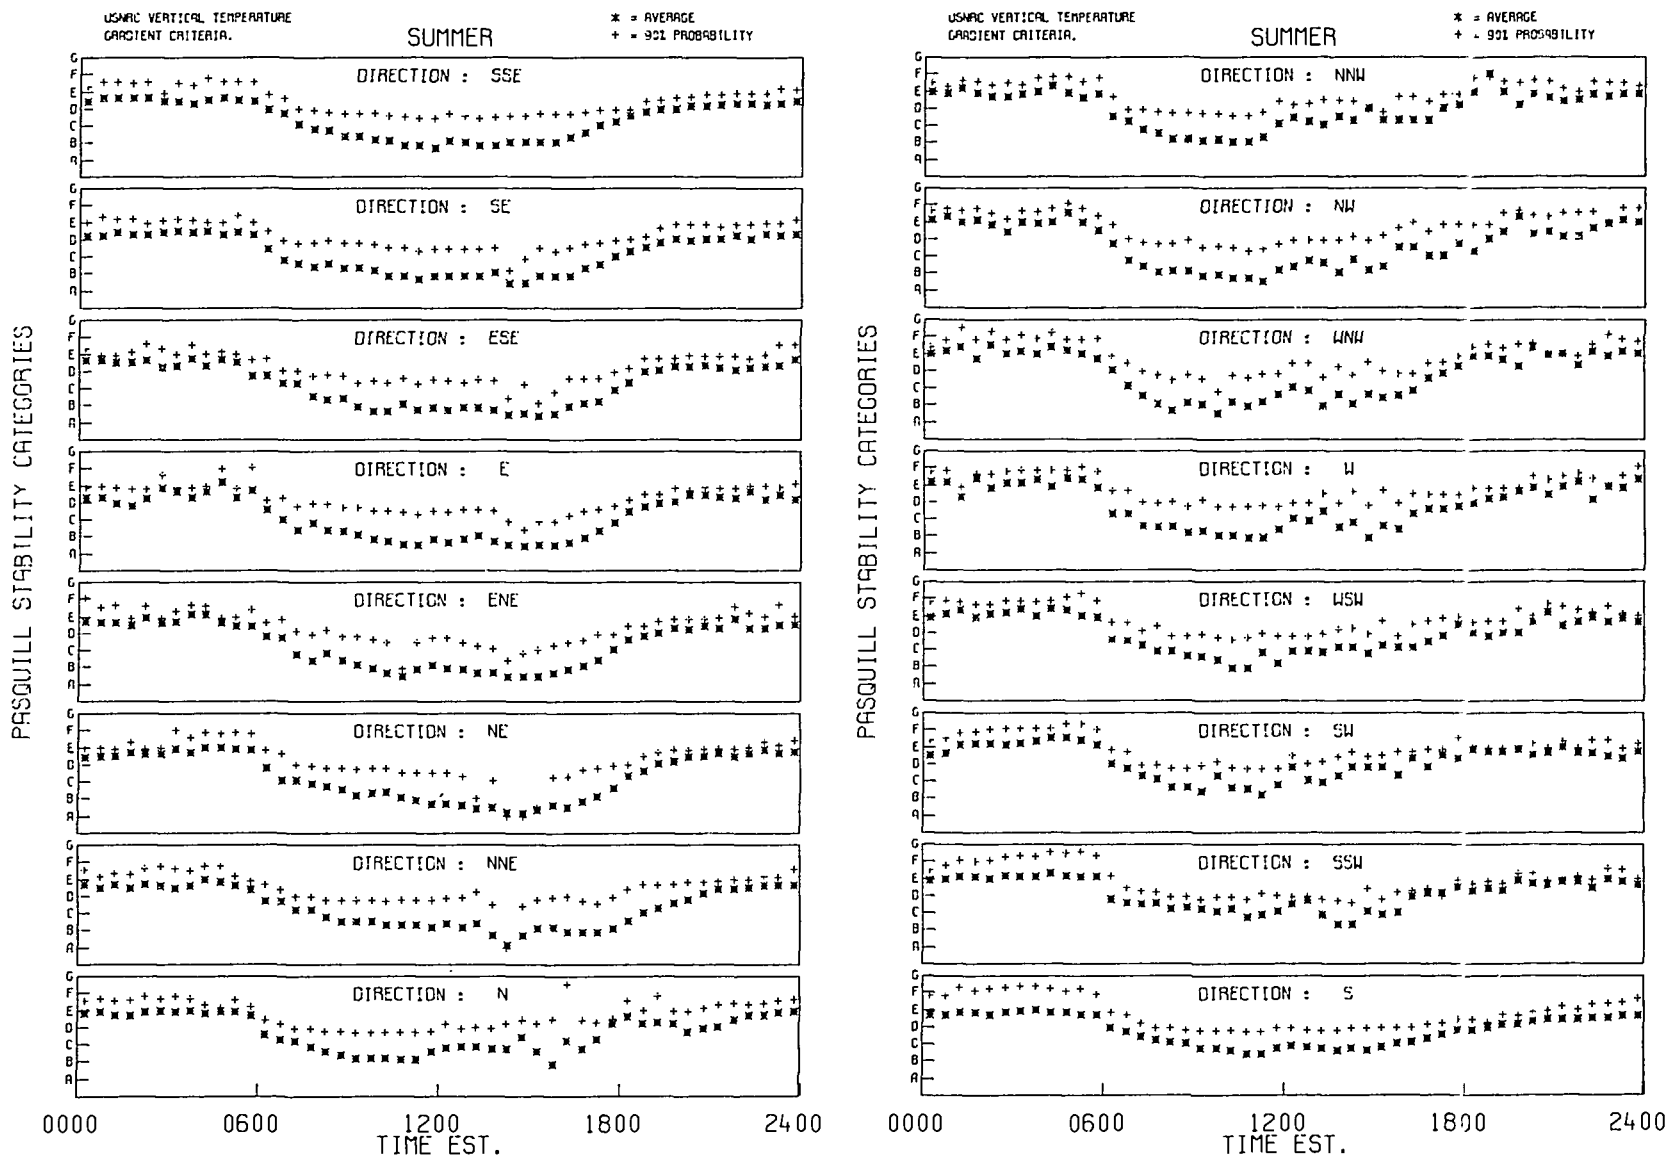 USNRC VERTICAL TEMPERATURE
GRADIENT CRITERIA.
SUMMER
* = AVERAGE
+ = 90% PROBABILITY
PASQUILL STABILITY CATEGORIES
G
F
E
D
C
B
A
DIRECTION : SSE
G
F
E
D
C
B
A
DIRECTION : SE
G
F
E
D
C
B
A
DIRECTION : ESE
G
F
E
D
C
B
A
DIRECTION : E
G
F
E
D
C
B
A
DIRECTION : ENE
G
F
E
D
C
B
A
DIRECTION : NE
G
F
E
D
C
B
A
DIRECTION : NNE
G
F
E
D
C
B
A
DIRECTION : N
0000 0600 1200 1800 2400
TIME EST.
USNRC VERTICAL TEMPERATURE
GRADIENT CRITERIA.
SUMMER
* = AVERAGE
+ = 90% PROBABILITY
PASQUILL STABILITY CATEGORIES
G
F
E
D
C
B
A
DIRECTION : NNW
G
F
E
D
C
B
A
DIRECTION : NW
G
F
E
D
C
B
A
DIRECTION : WNW
G
F
E
D
C
B
A
DIRECTION : W
G
F
E
D
C
B
A
DIRECTION : WSW
G
F
E
D
C
B
A
DIRECTION : SW
G
F
E
D
C
B
A
DIRECTION : SSW
G
F
E
D
C
B
A
DIRECTION : S
0000 0600 1200 1800 2400
TIME EST.